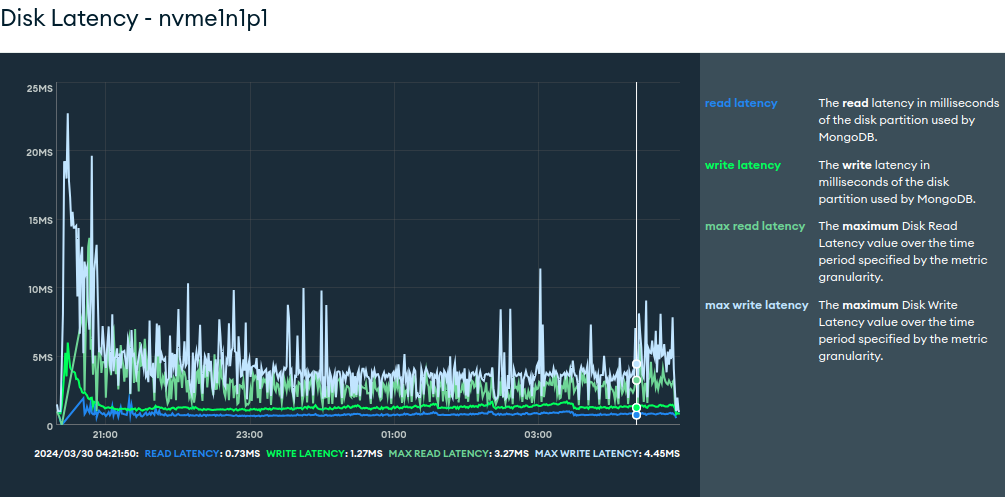 Disk Latency - nvme1n1p1
25MS
20MS
15MS
10MS
5MS
0
21:00 23:00 01:00 03:00
2024/03/30 04:21:50: READ LATENCY: 0.73MS WRITE LATENCY: 1.27MS MAX READ LATENCY: 3.27MS MAX WRITE LATENCY: 4.45MS
read latency The read latency in milliseconds
of the disk partition used by
MongoDB.
write latency The write latency in
milliseconds of the disk
partition used by MongoDB.
max read latency The maximum Disk Read
Latency value over the time
period specified by the metric
granularity.
max write latency The maximum Disk Write
Latency value over the time
period specified by the metric
granularity.